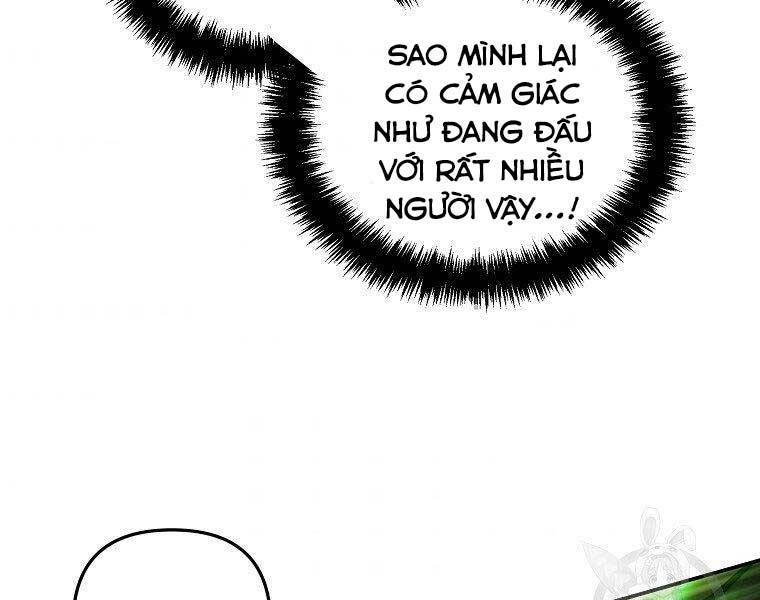 SAO MÌNH LẠI
CÓ CẢM GIÁC
NHƯ ĐANG ĐẤU
VỚI RẤT NHIỀU
NGƯỜI VẬY...!